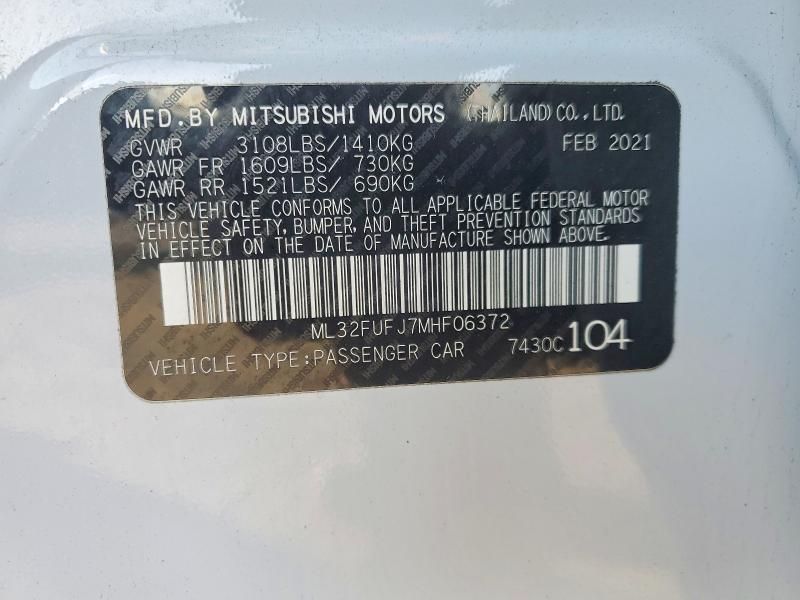 MFD.BY MITSUBISHI MOTORS (THAILAND)CO.,LTD.
GVWR 3108LBS/1410KG FEB 2021
GAWR FR 1609LBS/ 730KG
GAWR RR 1521LBS/ 690KG
THIS VEHICLE CONFORMS TO ALL APPLICABLE FEDERAL MOTOR
VEHICLE SAFETY, BUMPER, AND THEFT PREVENTION STANDARDS
IN EFFECT ON THE DATE OF MANUFACTURE SHOWN ABOVE.
ML32FUFJ7MHF06372
VEHICLE TYPE:PASSENGER CAR 7430C 104